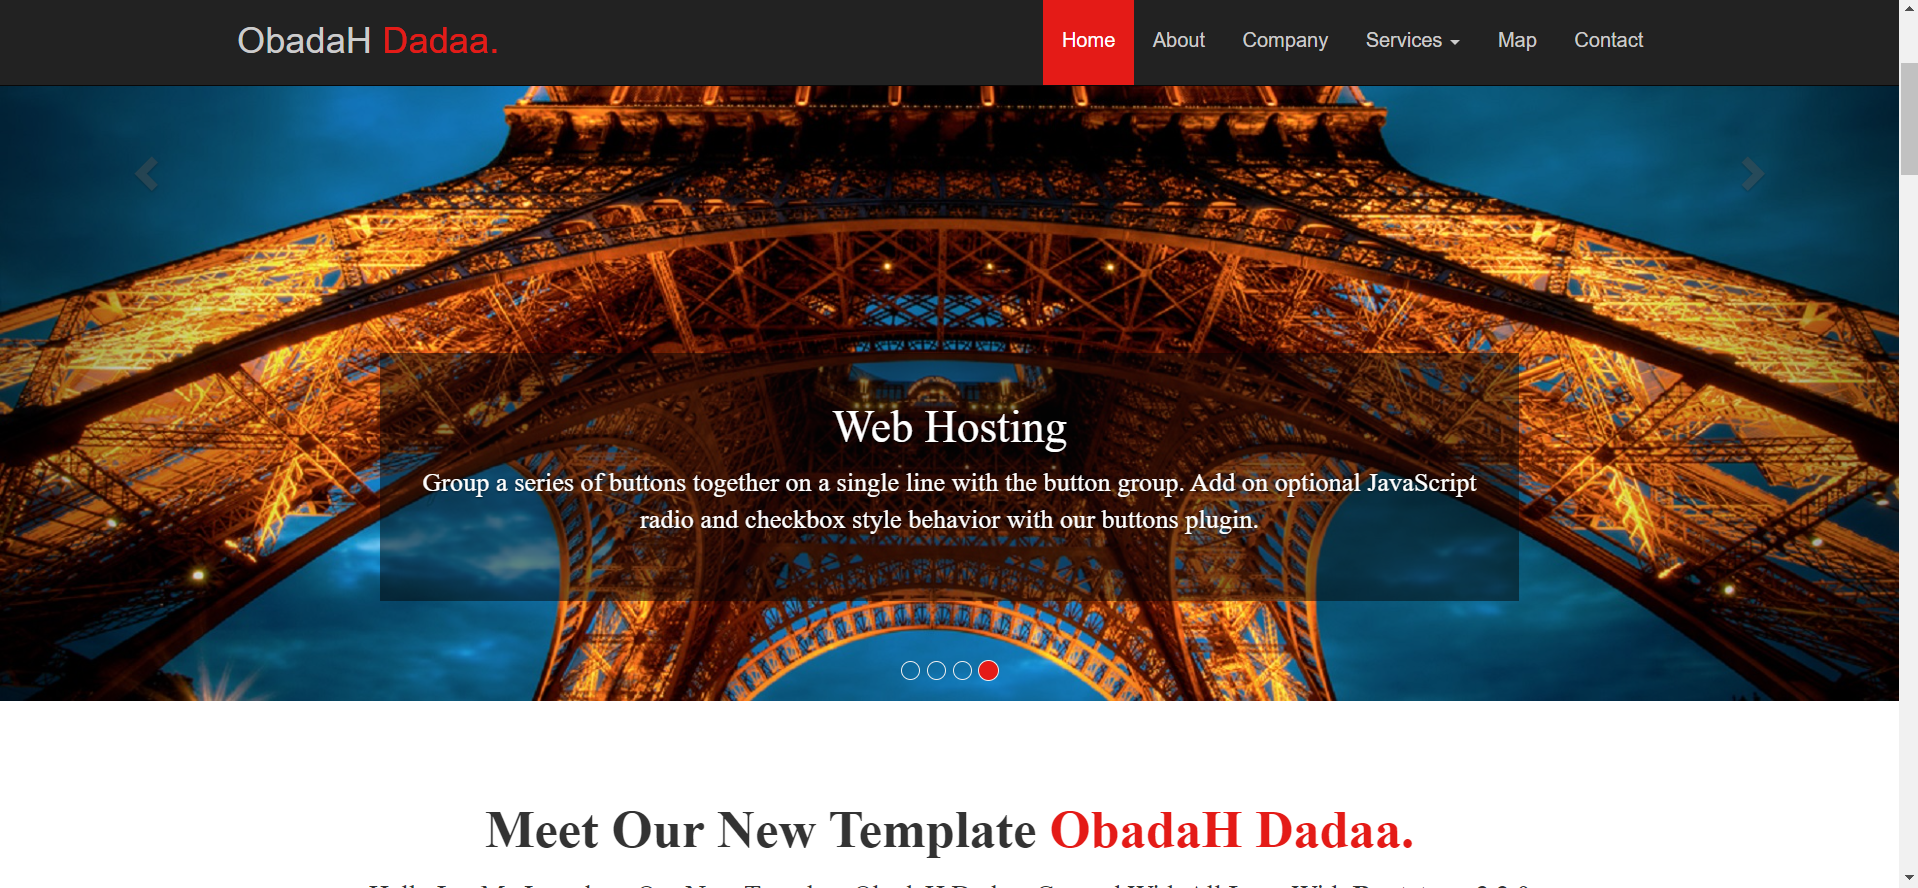 ObadaH Dadaa.
Home About Company Services Map Contact
Web Hosting
Group a series of buttons together on a single line with the button group. Add on optional JavaScript
radio and checkbox style behavior with our buttons plugin.
Meet Our New Template ObadaH Dadaa.